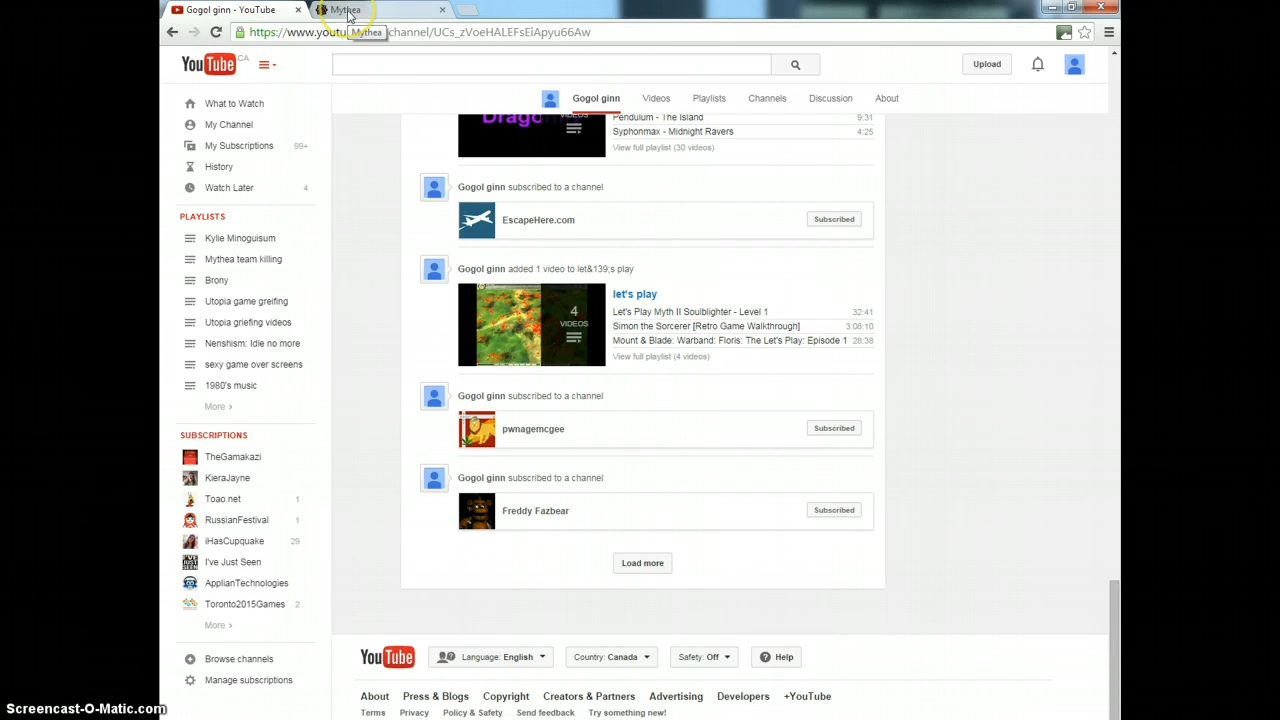 Gogol ginn - YouTube
Mythea
https://www.youtu
Mythea
channel/UCs_zVoeHALEFsEiApyu66Aw
YouTube CA
Upload
Gogol ginn Videos Playlists Channels Discussion About
What to Watch
My Channel
My Subscriptions 99+
History
Watch Later 4
PLAYLISTS
Kylie Minoguisum
Mythea team killing
Brony
Utopia game greifing
Utopia griefing videos
Nenshism: Idle no more
sexy game over screens
1980's music
More
SUBSCRIPTIONS
TheGamakazi
KieraJayne
Toao.net 1
RussianFestival 1
iHasCupquake 29
I'VE JUST SEEN
I've Just Seen
ApplianTechnologies
Toronto2015Games 2
More
Browse channels
Manage subscriptions
Drago
VIDEOS
Pendulum - The Island 9:31
Syphonmax - Midnight Ravers 4:25
View full playlist (30 videos)
Gogol ginn subscribed to a channel
EscapeHere.com Subscribed
Gogol ginn added 1 video to let&139;s play
4
VIDEOS
let's play
Let's Play Myth II Soulblighter - Level 1 32:41
Simon the Sorcerer [Retro Game Walkthrough] 3:08:10
Mount & Blade: Warband: Floris: The Let's Play: Episode 1 28:38
View full playlist (4 videos)
Gogol ginn subscribed to a channel
pwnagemcgee Subscribed
Gogol ginn subscribed to a channel
Freddy Fazbear Subscribed
Load more
YouTube Language: English Country: Canada Safety: Off Help
About Press & Blogs Copyright Creators & Partners Advertising Developers +YouTube
Terms Privacy Policy & Safety Send feedback Try something new!
Screencast-O-Matic.com